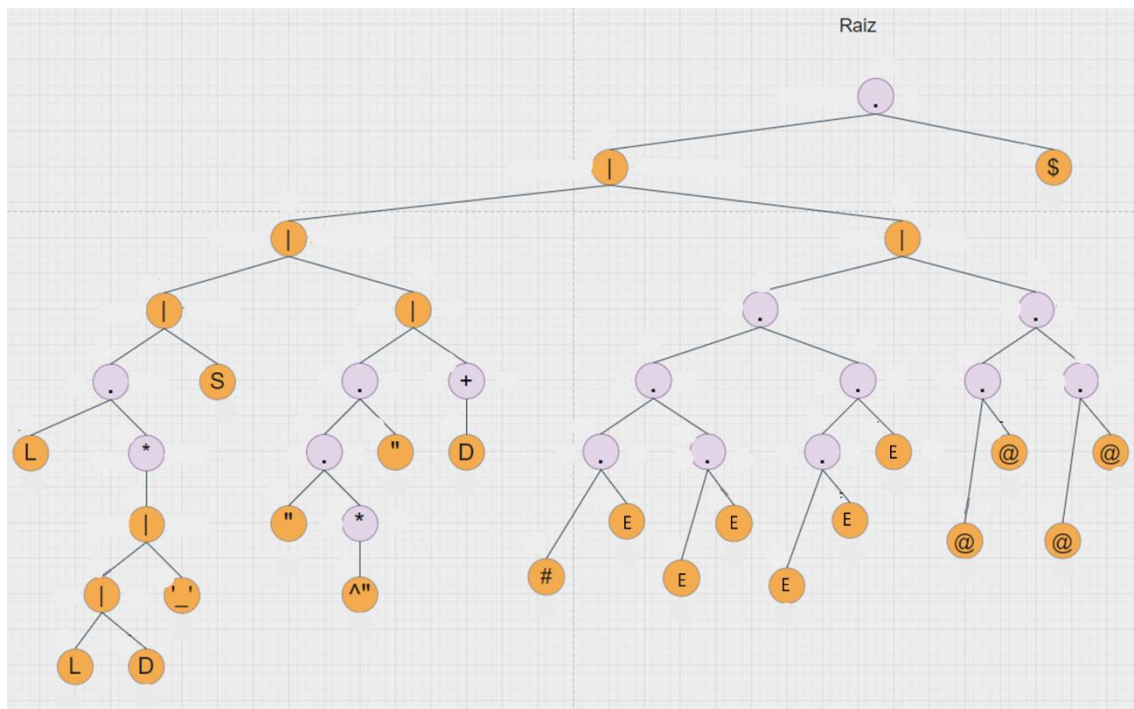 Raiz
.
| $
| |
| | . .
. S . + . . . .
L * . " D . . . E @ @
| " * E E E @ @
# E E
| '_' ^"
L D